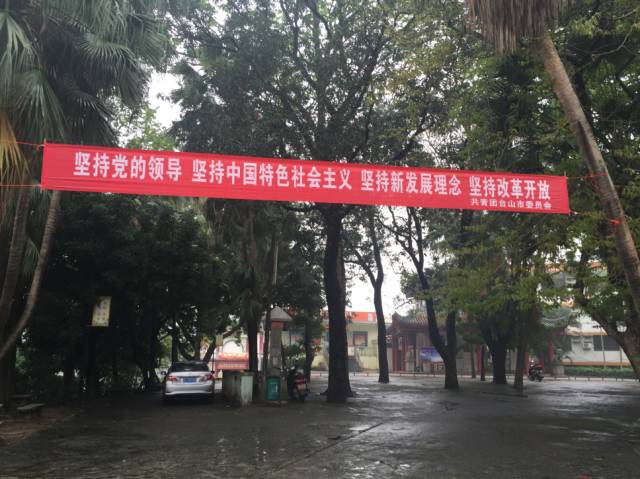 坚持党的领导 坚持中国特色社会主义 坚持新发展理念 坚持改革开放
共青团台山市委员会